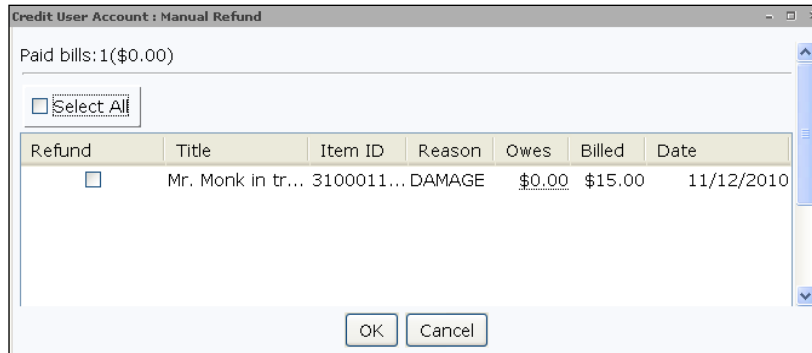 Credit User Account : Manual Refund
Paid bills:1($0.00)
Select All
Refund Title Item ID Reason Owes Billed Date
Mr. Monk in tr... 3100011... DAMAGE $0.00 $15.00 11/12/2010
OK Cancel